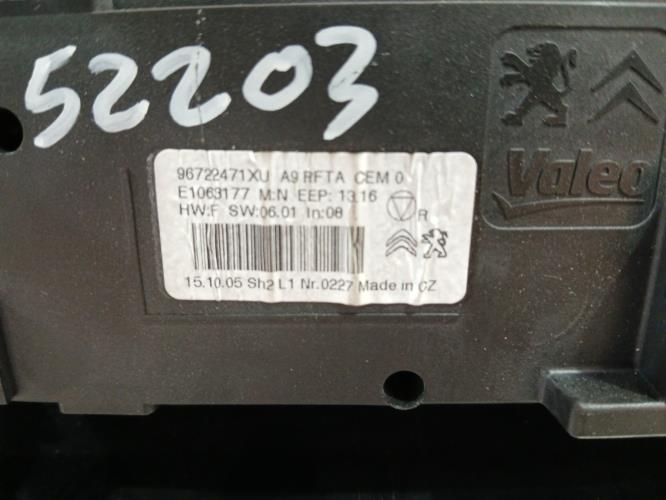 52203
Valeo
96722471XU A9 RFTA CEM 0
E1063177 M:N EEP: 13.16
HW:F SW:06.01 In:08
R
15.10.05 Sh2 L1 Nr.0227 Made in CZ